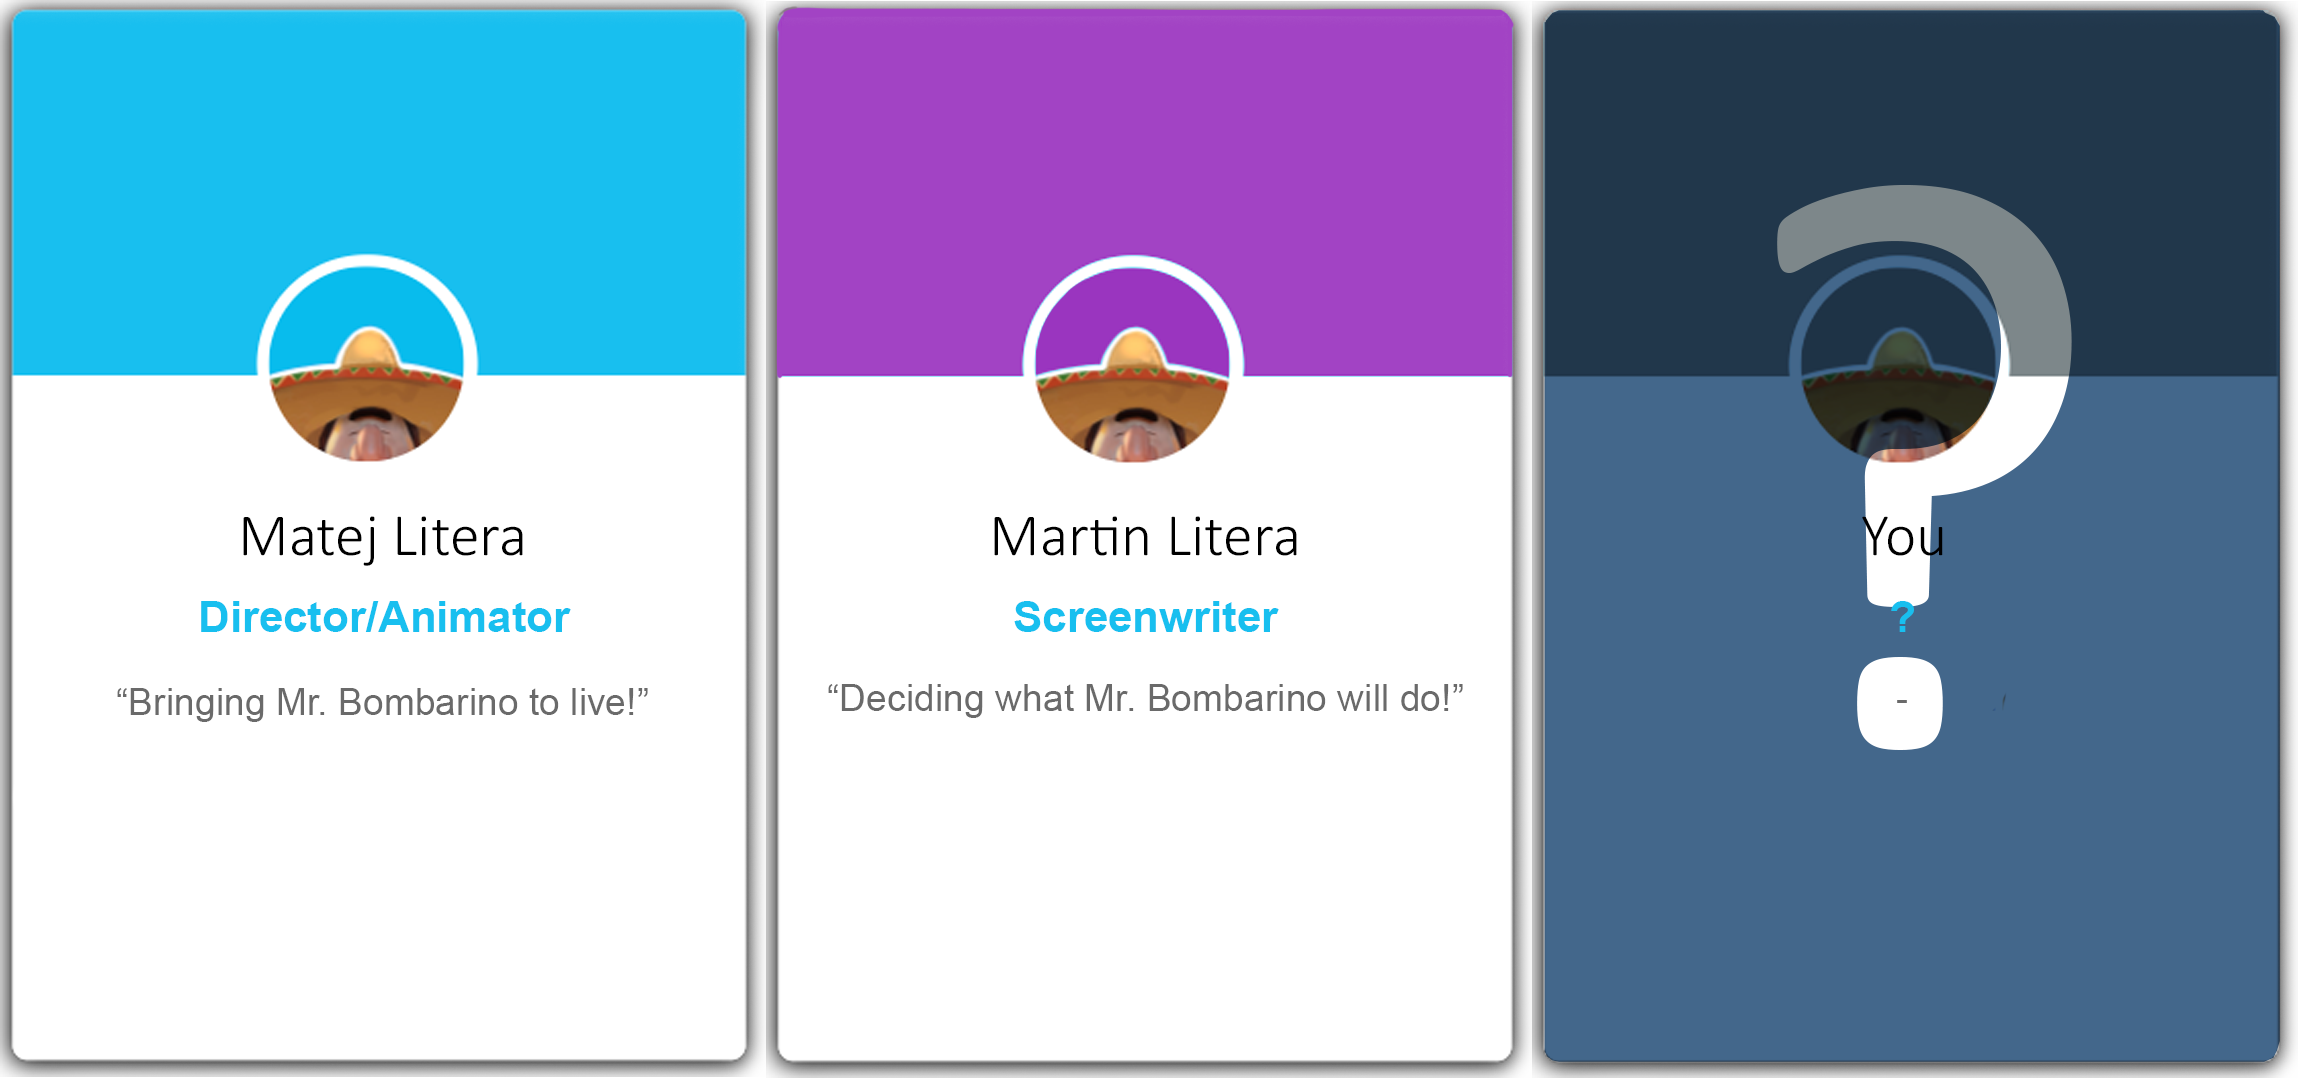 Matej Litera
Director/Animator
“Bringing Mr. Bombarino to live!”
Martin Litera
Screenwriter
“Deciding what Mr. Bombarino will do!”
?
You
?
-